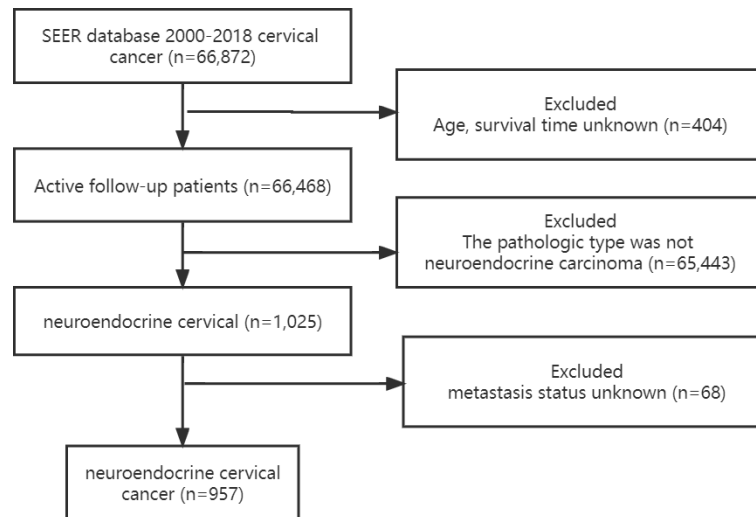 SEER database 2000-2018 cervical
cancer (n=66,872)
Excluded
Age, survival time unknown (n=404)
Active follow-up patients (n=66,468)
Excluded
The pathologic type was not
neuroendocrine carcinoma (n=65,443)
neuroendocrine cervical (n=1,025)
Excluded
metastasis status unknown (n=68)
neuroendocrine cervical
cancer (n=957)